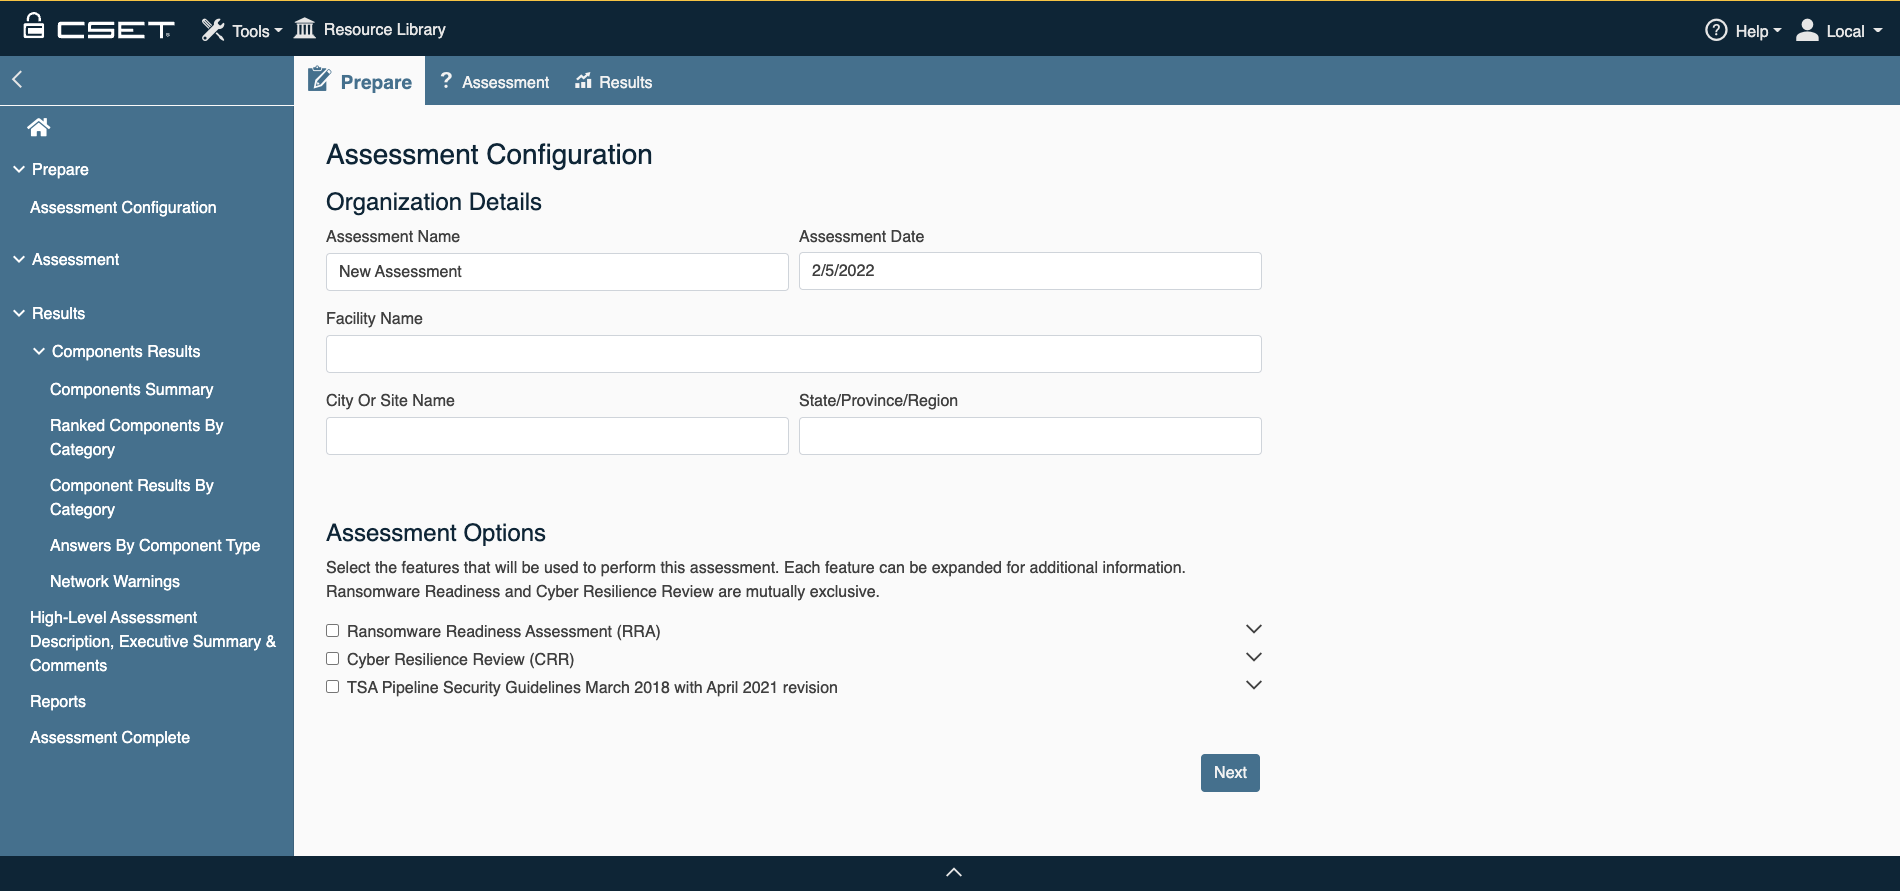 CSET
Tools
Resource Library
Help
Local
Prepare
Assessment
Results
Prepare
Assessment Configuration
Assessment
Results
Components Results
Components Summary
Ranked Components By
Category
Component Results By
Category
Answers By Component Type
Network Warnings
High-Level Assessment
Description, Executive Summary &
Comments
Reports
Assessment Complete
Assessment Configuration
Organization Details
Assessment Name
Assessment Date
New Assessment
2/5/2022
Facility Name
City Or Site Name
State/Province/Region
Assessment Options
Select the features that will be used to perform this assessment. Each feature can be expanded for additional information.
Ransomware Readiness and Cyber Resilience Review are mutually exclusive.
Ransomware Readiness Assessment (RRA)
Cyber Resilience Review (CRR)
TSA Pipeline Security Guidelines March 2018 with April 2021 revision
Next